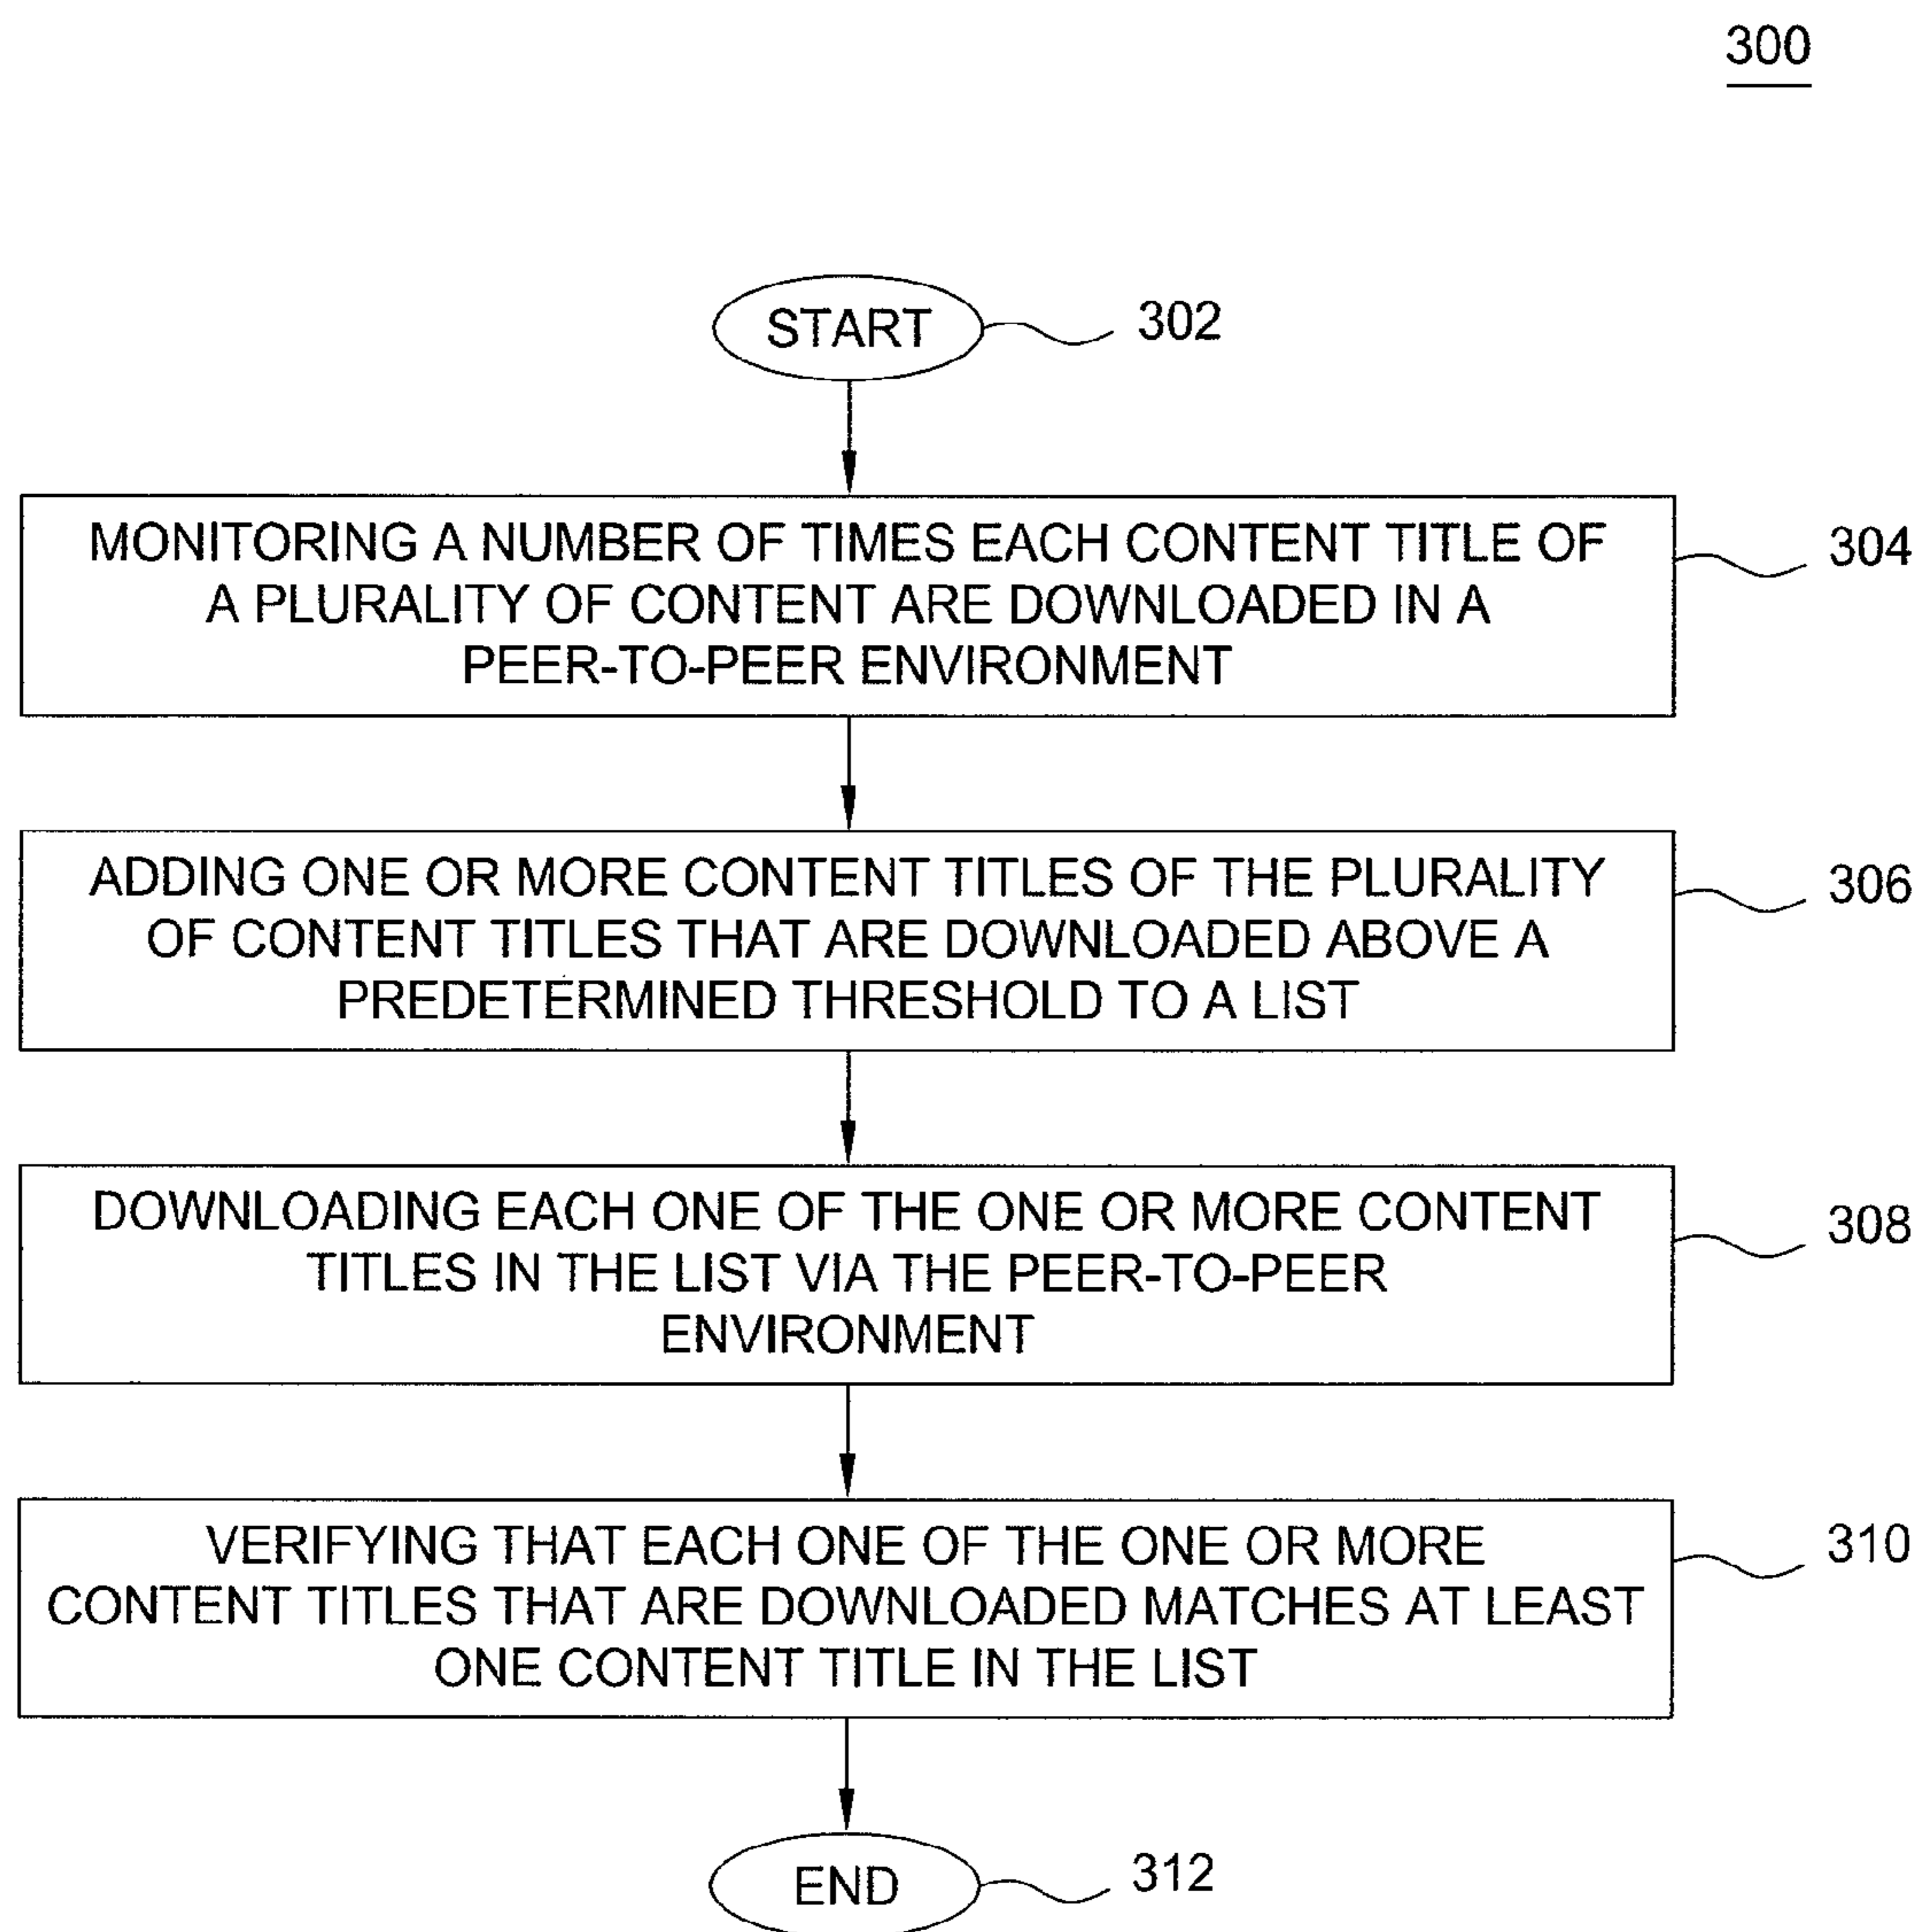 300
START
302
MONITORING A NUMBER OF TIMES EACH CONTENT TITLE OF
A PLURALITY OF CONTENT ARE DOWNLOADED IN A
PEER-TO-PEER ENVIRONMENT
304
ADDING ONE OR MORE CONTENT TITLES OF THE PLURALITY
OF CONTENT TITLES THAT ARE DOWNLOADED ABOVE A
PREDETERMINED THRESHOLD TO A LIST
306
DOWNLOADING EACH ONE OF THE ONE OR MORE CONTENT
TITLES IN THE LIST VIA THE PEER-TO-PEER
ENVIRONMENT
308
VERIFYING THAT EACH ONE OF THE ONE OR MORE
CONTENT TITLES THAT ARE DOWNLOADED MATCHES AT LEAST
ONE CONTENT TITLE IN THE LIST
310
END
312